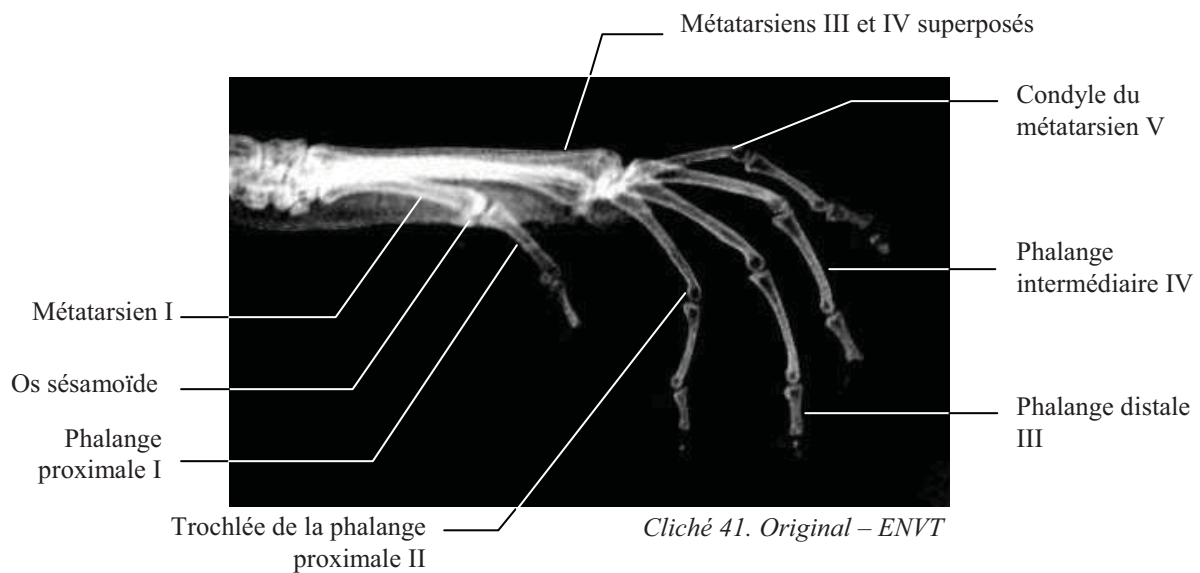 Métatarsiens III et IV superposés
Condyle du
métatarsien V
Phalange
intermédiaire IV
Métatarsien I
Os sésamoïde
Phalange distale
III
Phalange
proximale I
Trochlée de la phalange
proximale II
Cliché 41. Original – ENVT